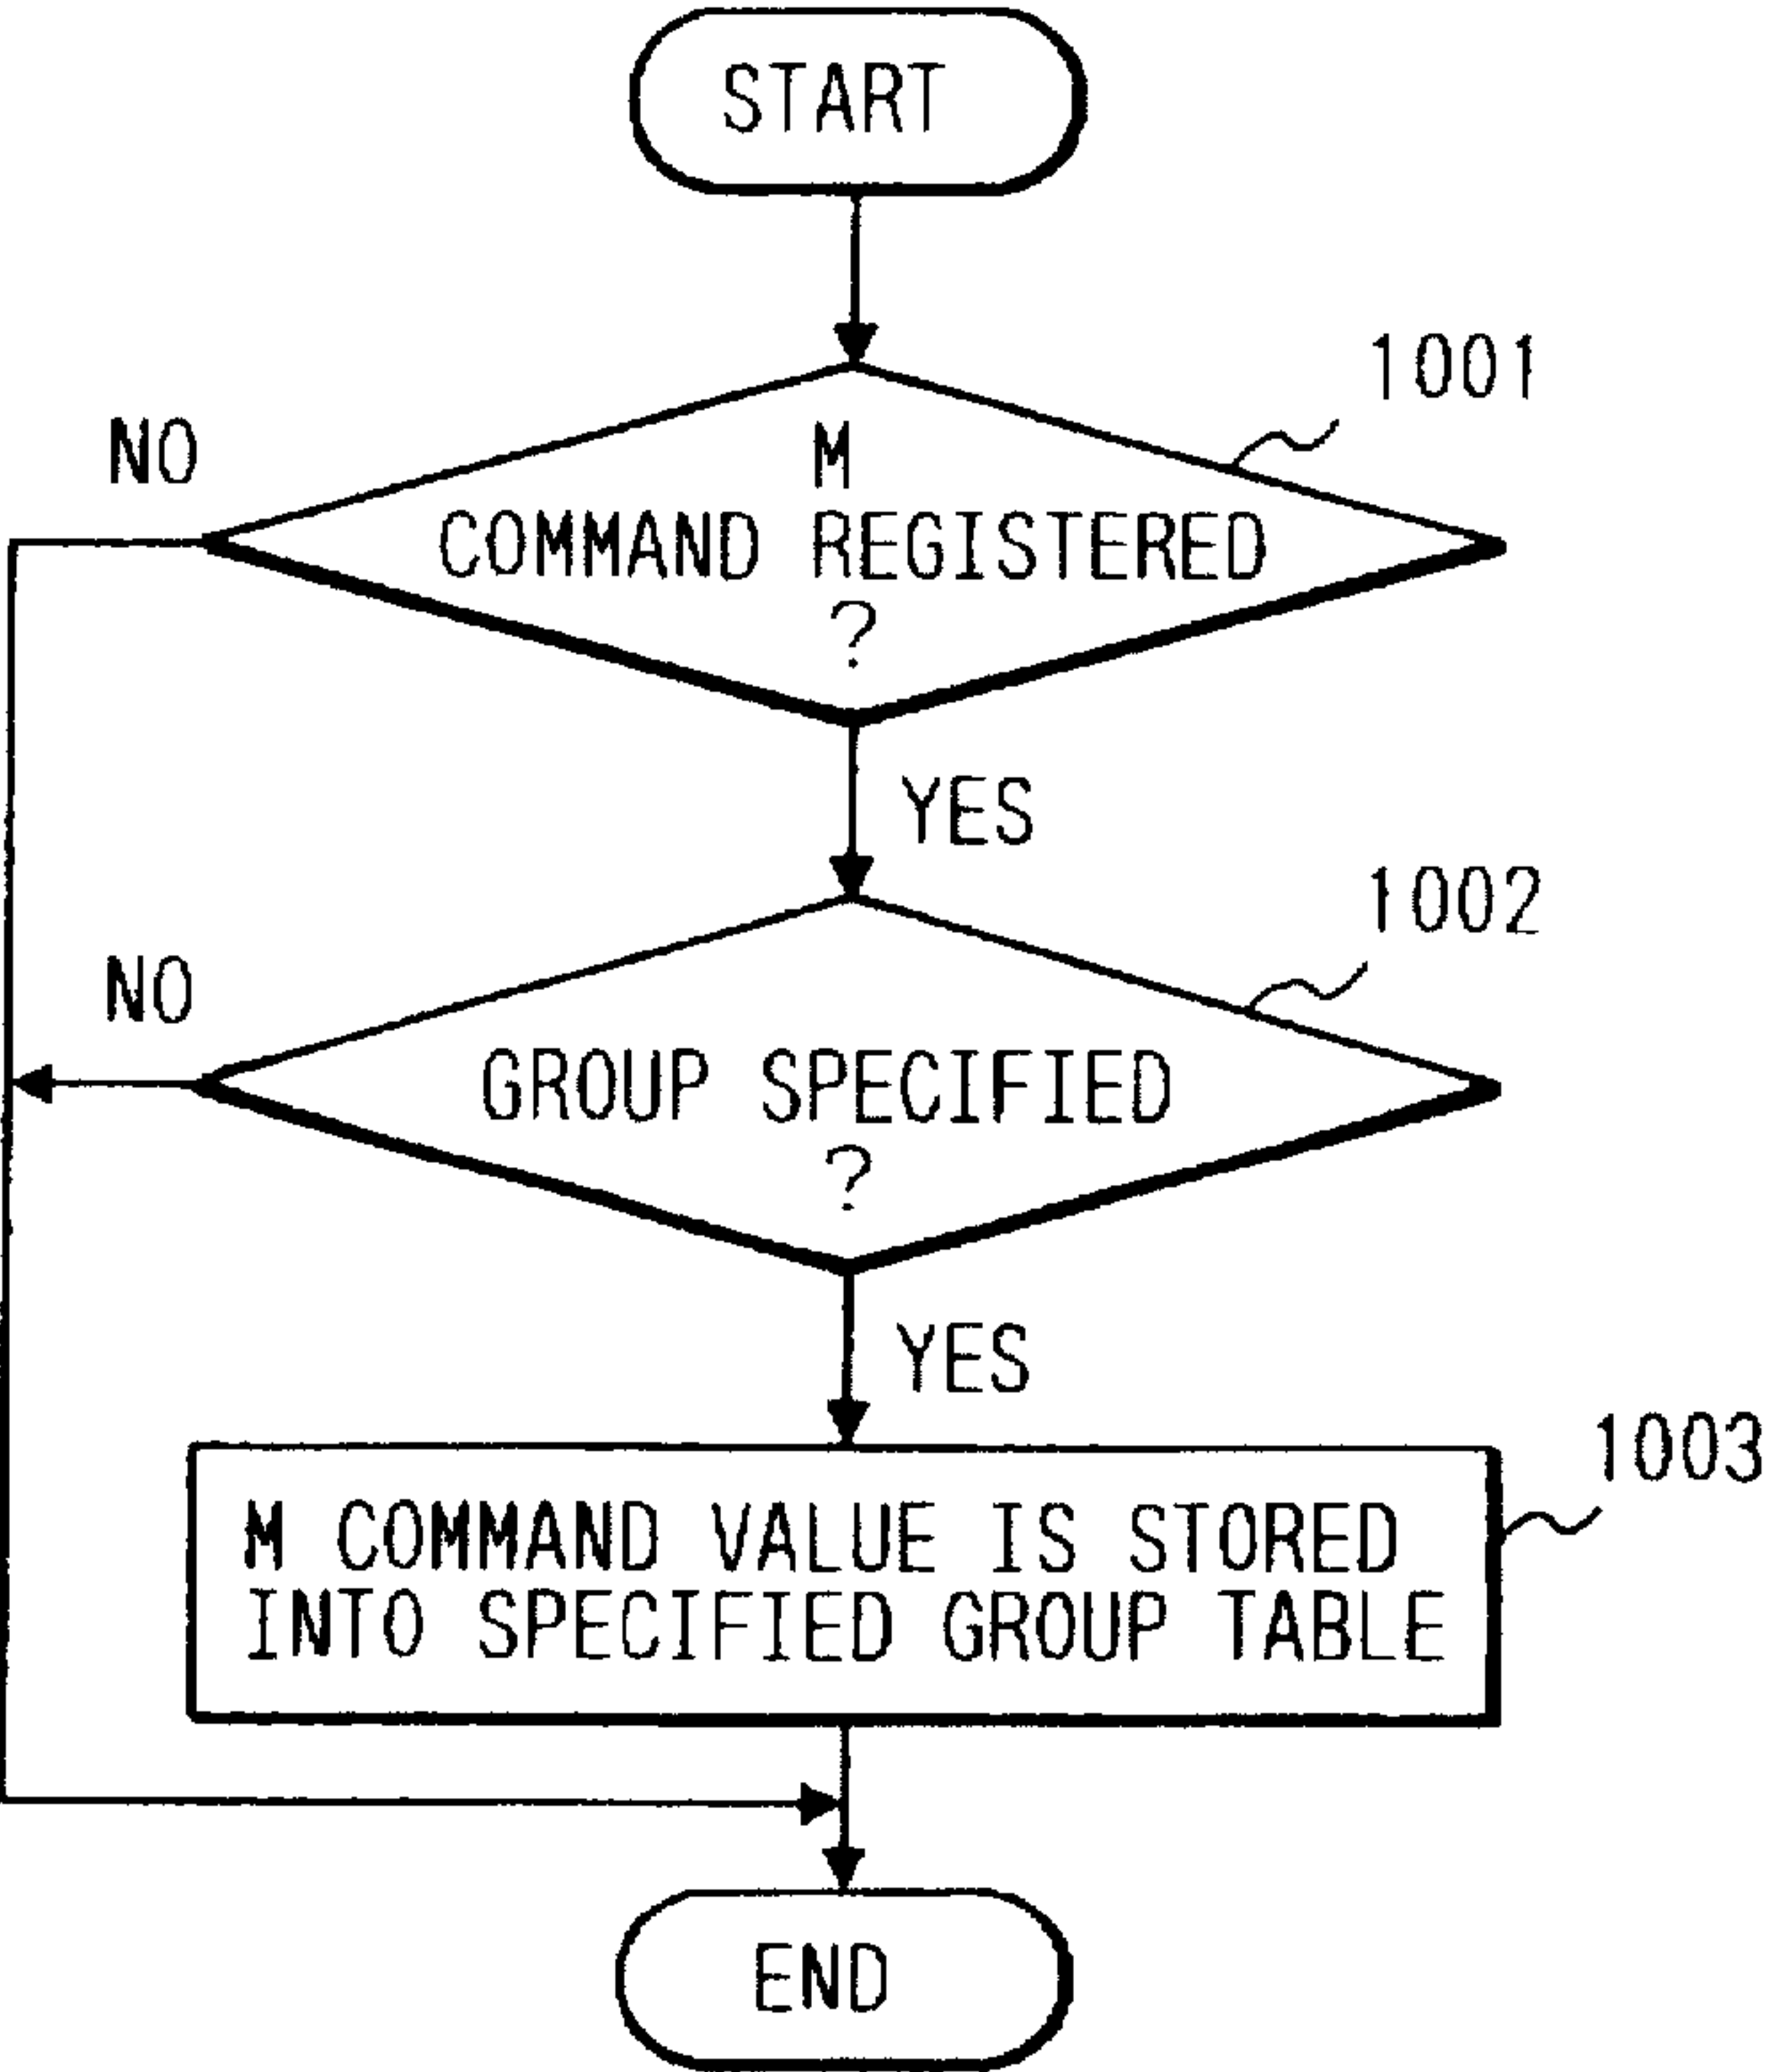 START
1001
NO
M
COMMAND REGISTERED
?
YES
1002
NO
GROUP SPECIFIED
?
YES
1003
M COMMAND VALUE IS STORED
INTO SPECIFIED GROUP TABLE
END